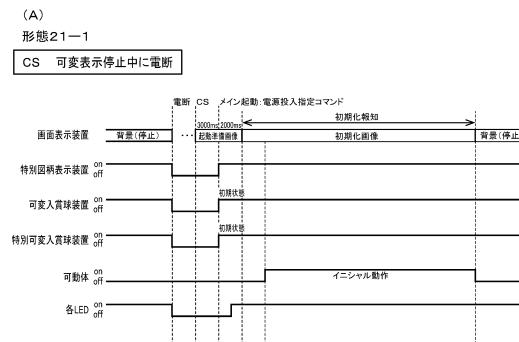 (A)
形態21−1
CS　可変表示停止中に電断
電断 CS メイン起動:電源投入指定コマンド
3000ms 2000ms 初期化報知
画面表示装置 背景(停止) ・・・ 起動準備画像 初期化画像 背景(停止
特別図柄表示装置 on off
初期状態
可変入賞球装置 on off
初期状態
特別可変入賞球装置 on off
可動体 on off イニシャル動作
各LED on off